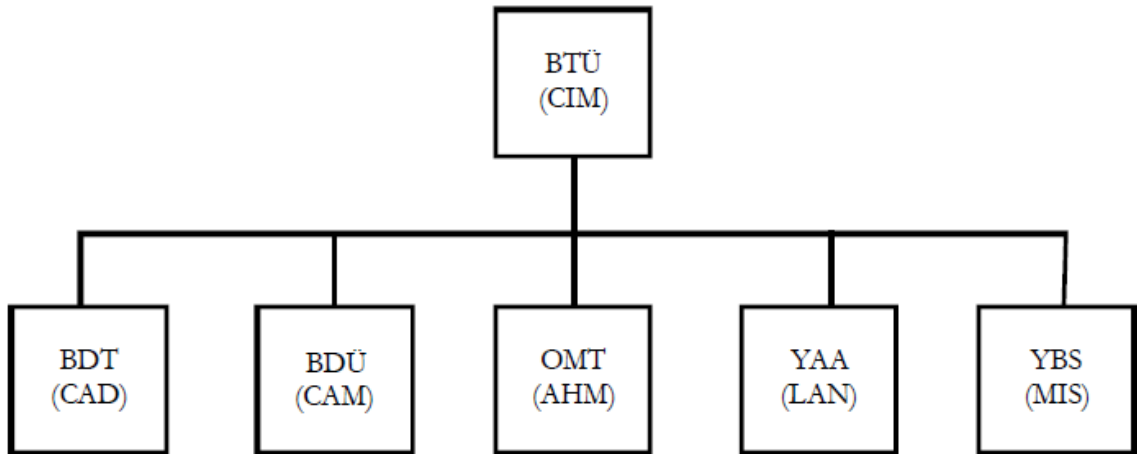 BTÜ
(CIM)
BDT
(CAD)
BDÜ
(CAM)
OMT
(AHM)
YAA
(LAN)
YBS
(MIS)